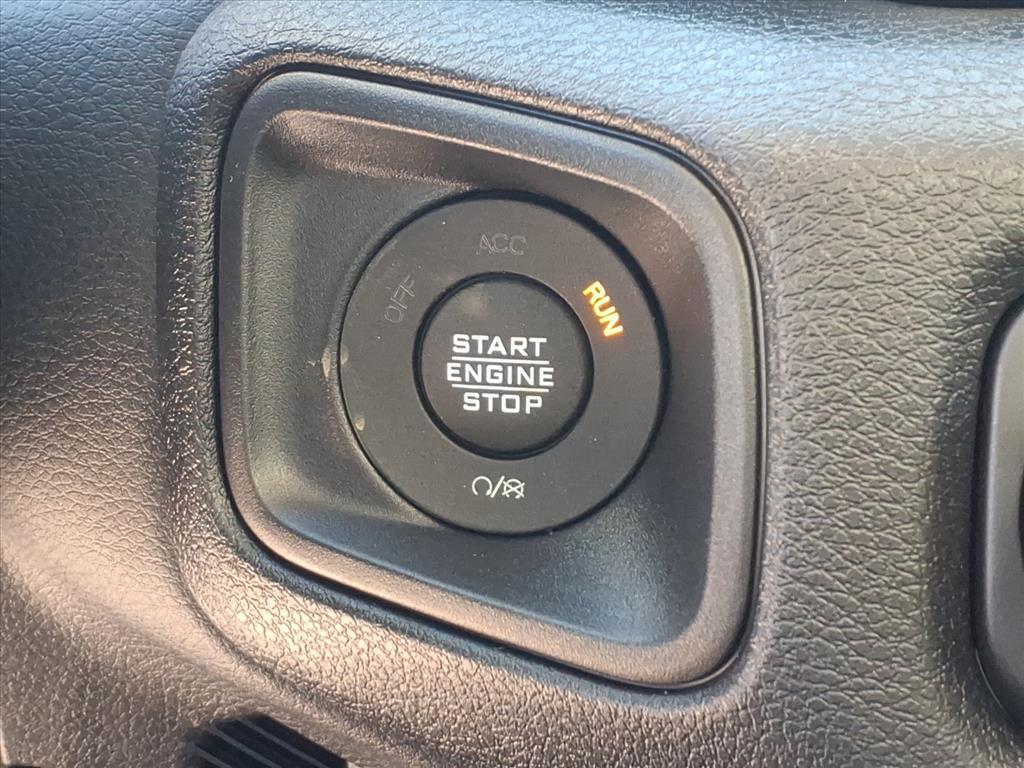 ACC
OFF
RUN
START
ENGINE
STOP